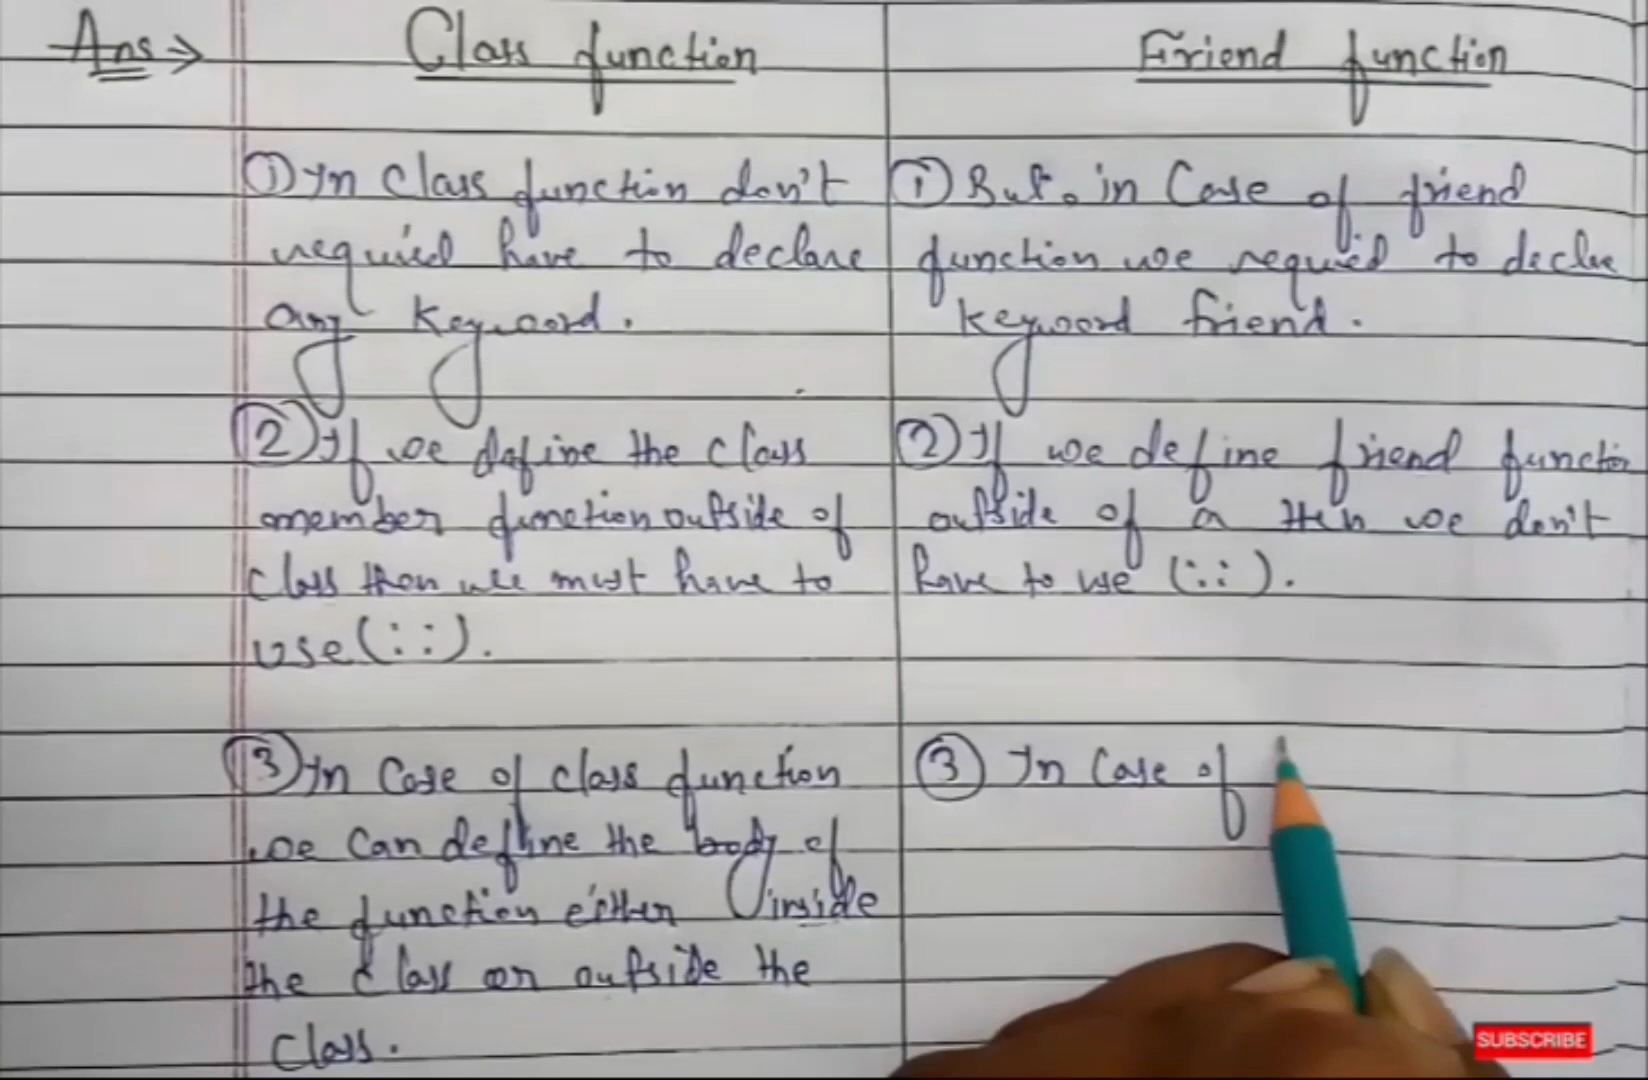 Ans → Class function Friend function
① In Class function don't
required have to declare
any keyword.
① But, in Case of friend
function we required to declare
keyword friend.
② If we define the class
member function outside of
class then we must have to
use (::).
② If we define friend function
outside of a then we don't
have to use (::).
③ In Case of class function
we can define the body of
the function either inside
the class or outside the
class.
③ In Case of
SUBSCRIBE